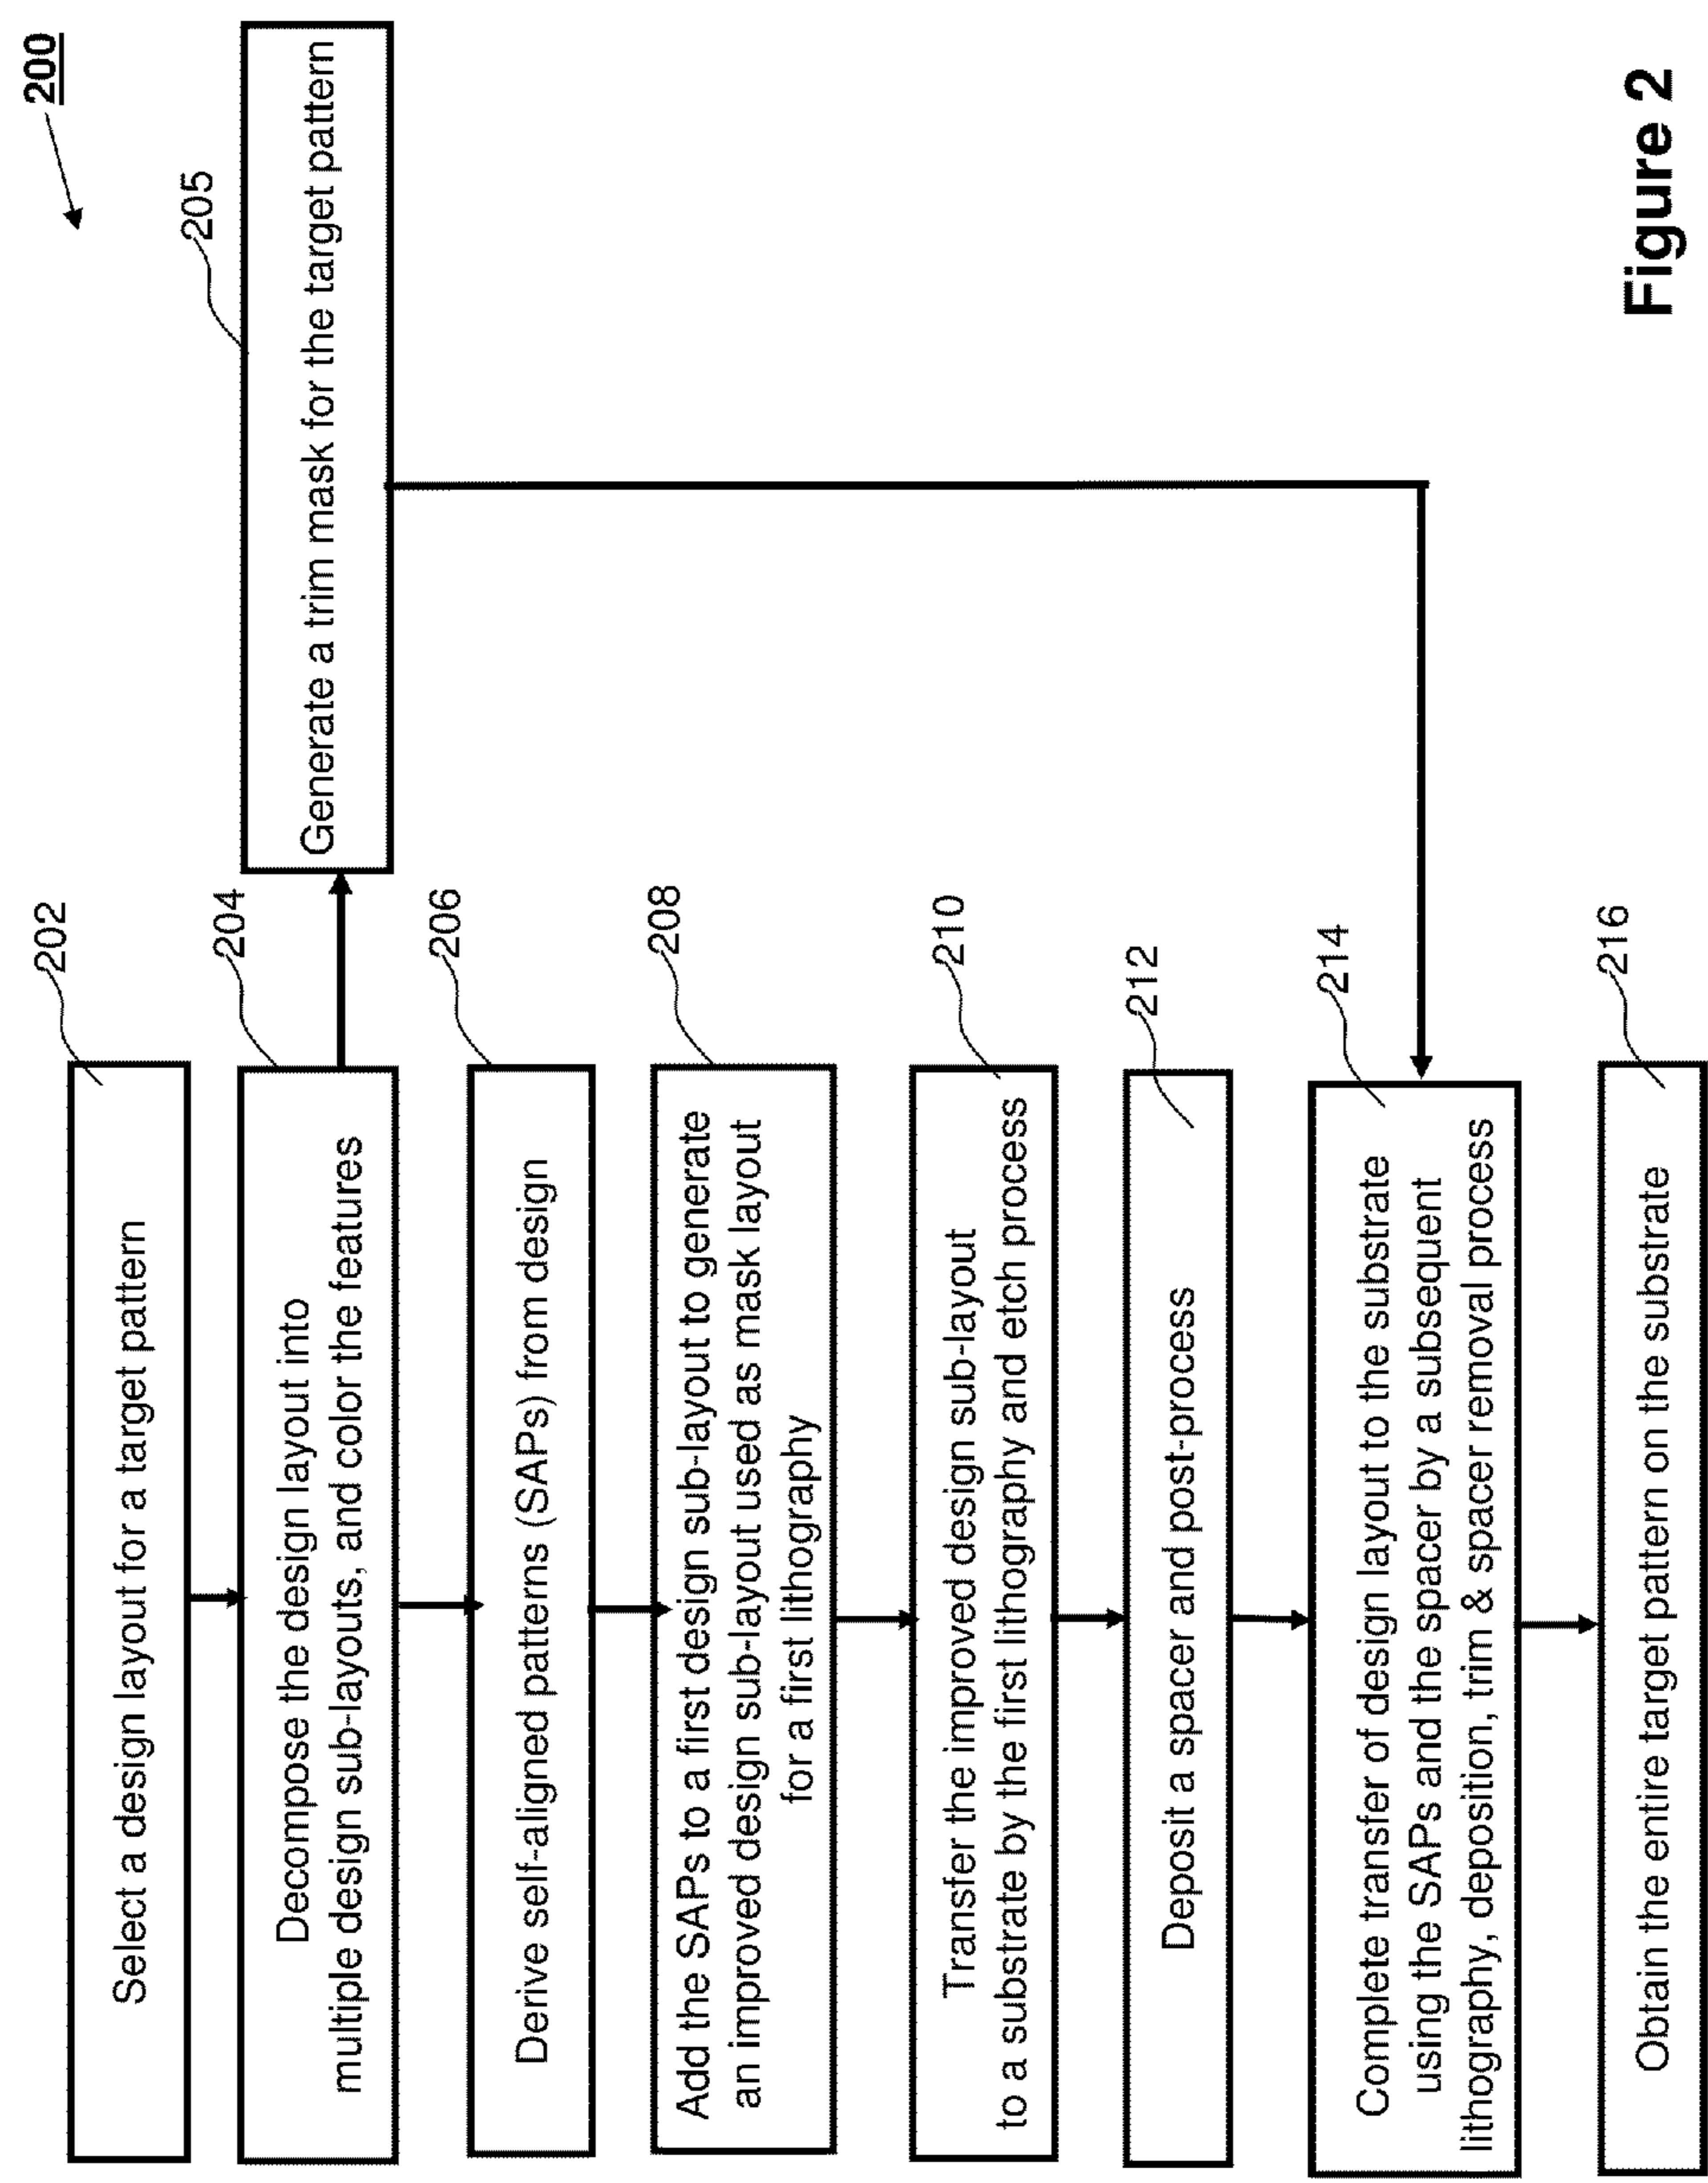 200
202
Select a design layout for a target pattern
204
Decompose the design layout into
multiple design sub-layouts, and color the features
205
Generate a trim mask for the target pattern
206
Derive self-aligned patterns (SAPs) from design
208
Add the SAPs to a first design sub-layout to generate
an improved design sub-layout used as mask layout
for a first lithography
210
Transfer the improved design sub-layout
to a substrate by the first lithography and etch process
212
Deposit a spacer and post-process
214
Complete transfer of design layout to the substrate
using the SAPs and the spacer by a subsequent
lithography, deposition, trim & spacer removal process
216
Obtain the entire target pattern on the substrate
Figure 2